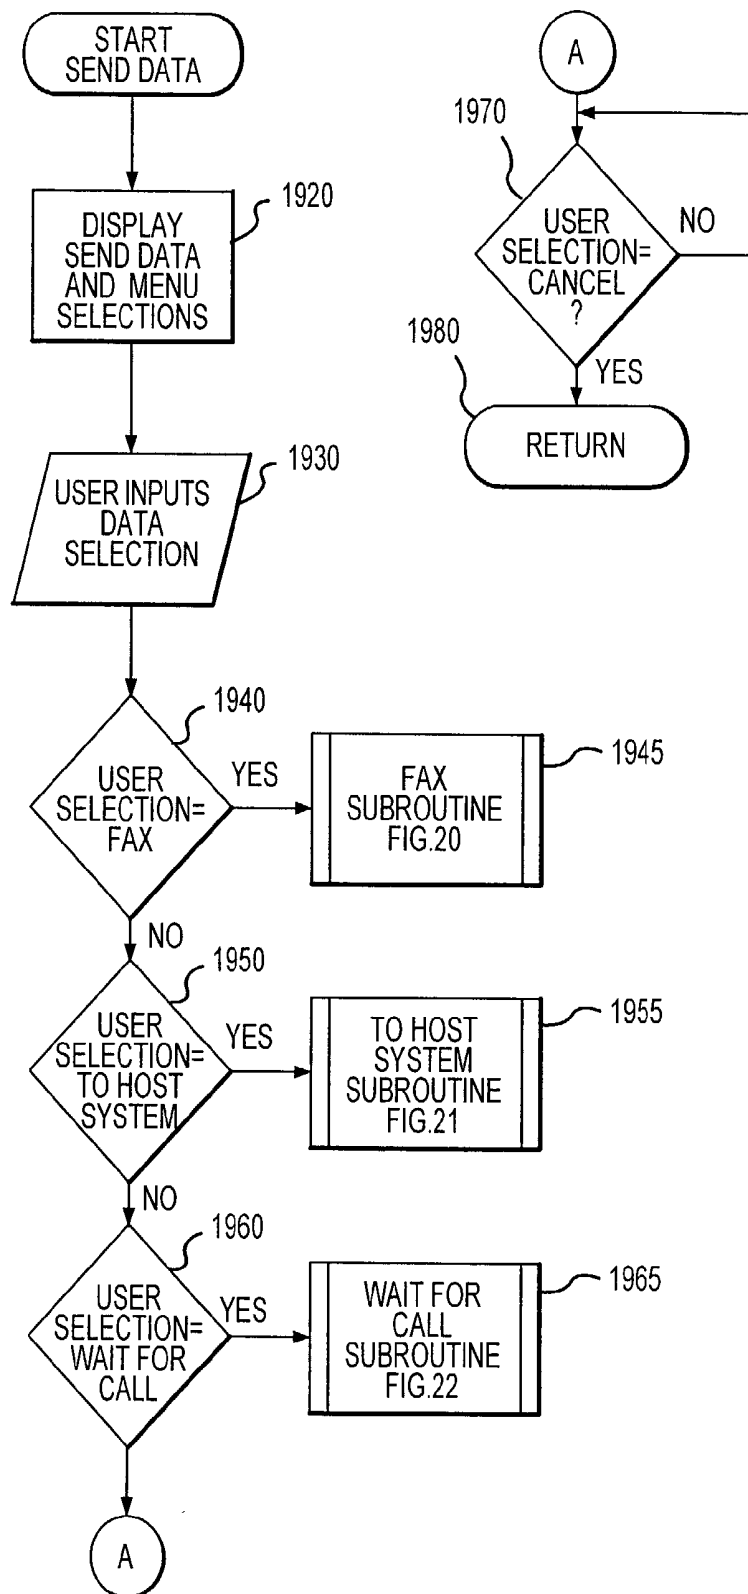 START
SEND DATA
1920
DISPLAY
SEND DATA
AND MENU
SELECTIONS
1930
USER INPUTS
DATA
SELECTION
1940
USER
SELECTION=
FAX
YES
1945
FAX
SUBROUTINE
FIG.20
NO
1950
USER
SELECTION=
TO HOST
SYSTEM
YES
1955
TO HOST
SYSTEM
SUBROUTINE
FIG.21
NO
1960
USER
SELECTION=
WAIT FOR
CALL
YES
1965
WAIT FOR
CALL
SUBROUTINE
FIG.22
A
A
1970
USER
SELECTION=
CANCEL
?
NO
1980
YES
RETURN